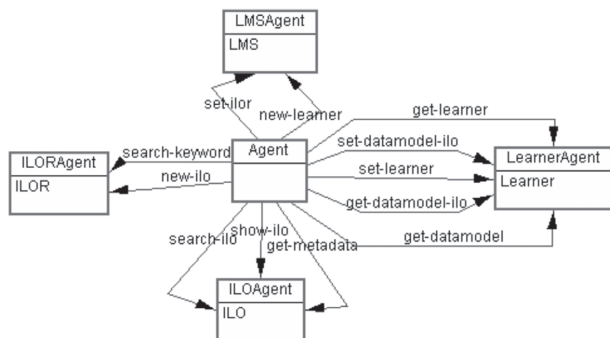 LMSAgent
LMS
set-ilor
new-learner
get-learner
search-keyword
Agent
set-datamodel-ilo
ILORAgent
ILOR
new-ilo
set-learner
LearnerAgent
Learner
get-datamodel-ilo
search-ilo
show-ilo
get-metadata
get-datamodel
ILOAgent
ILO